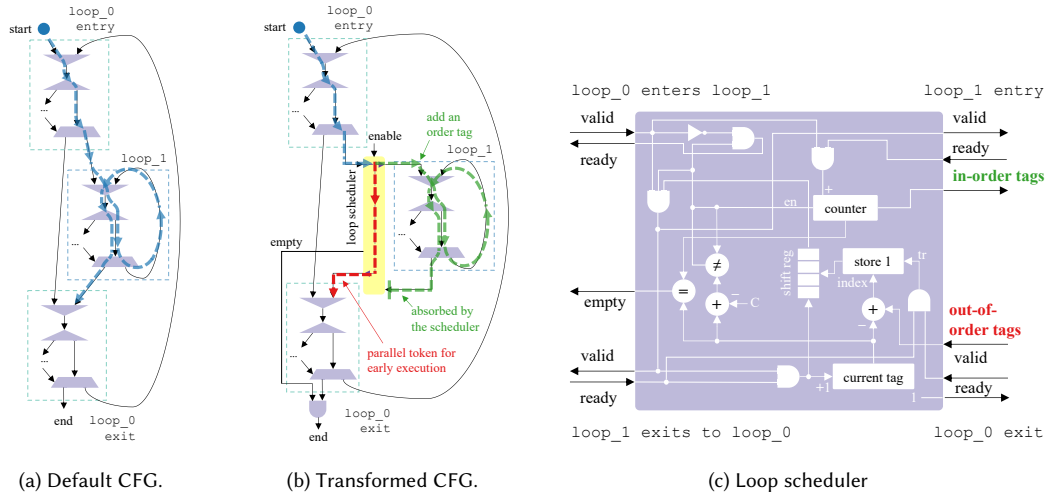 loop_0
entry
start
...
loop_1
...
...
end
loop_0
exit
(a) Default CFG.
loop_0
entry
start
...
enable
add an
order tag
loop_1
loop scheduler
...
empty
absorbed by
the scheduler
...
parallel token for
early execution
loop_0
exit
end
(b) Transformed CFG.
loop_0 enters loop_1
loop_1 entry
valid
valid
ready
ready
in-order tags
+
en
counter
≠
shift reg
store 1
tr
index
=
+
−
C
+
−
empty
out-of-
order tags
valid
valid
ready
+1
current tag
ready
1
loop_1 exits to loop_0
loop_0 exit
(c) Loop scheduler